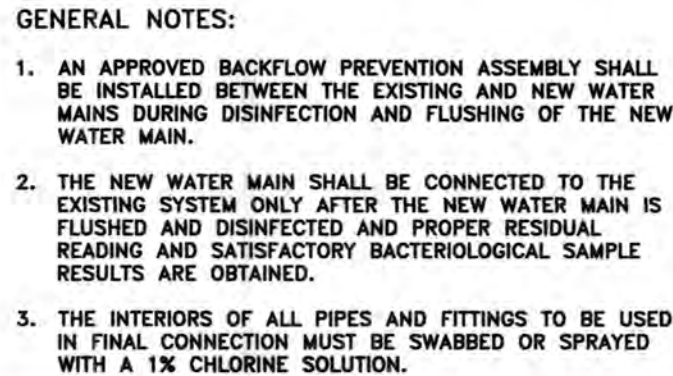 GENERAL NOTES:
1. AN APPROVED BACKFLOW PREVENTION ASSEMBLY SHALL
BE INSTALLED BETWEEN THE EXISTING AND NEW WATER
MAINS DURING DISINFECTION AND FLUSHING OF THE NEW
WATER MAIN.
2. THE NEW WATER MAIN SHALL BE CONNECTED TO THE
EXISTING SYSTEM ONLY AFTER THE NEW WATER MAIN IS
FLUSHED AND DISINFECTED AND PROPER RESIDUAL
READING AND SATISFACTORY BACTERIOLOGICAL SAMPLE
RESULTS ARE OBTAINED.
3. THE INTERIORS OF ALL PIPES AND FITTINGS TO BE USED
IN FINAL CONNECTION MUST BE SWABBED OR SPRAYED
WITH A 1% CHLORINE SOLUTION.